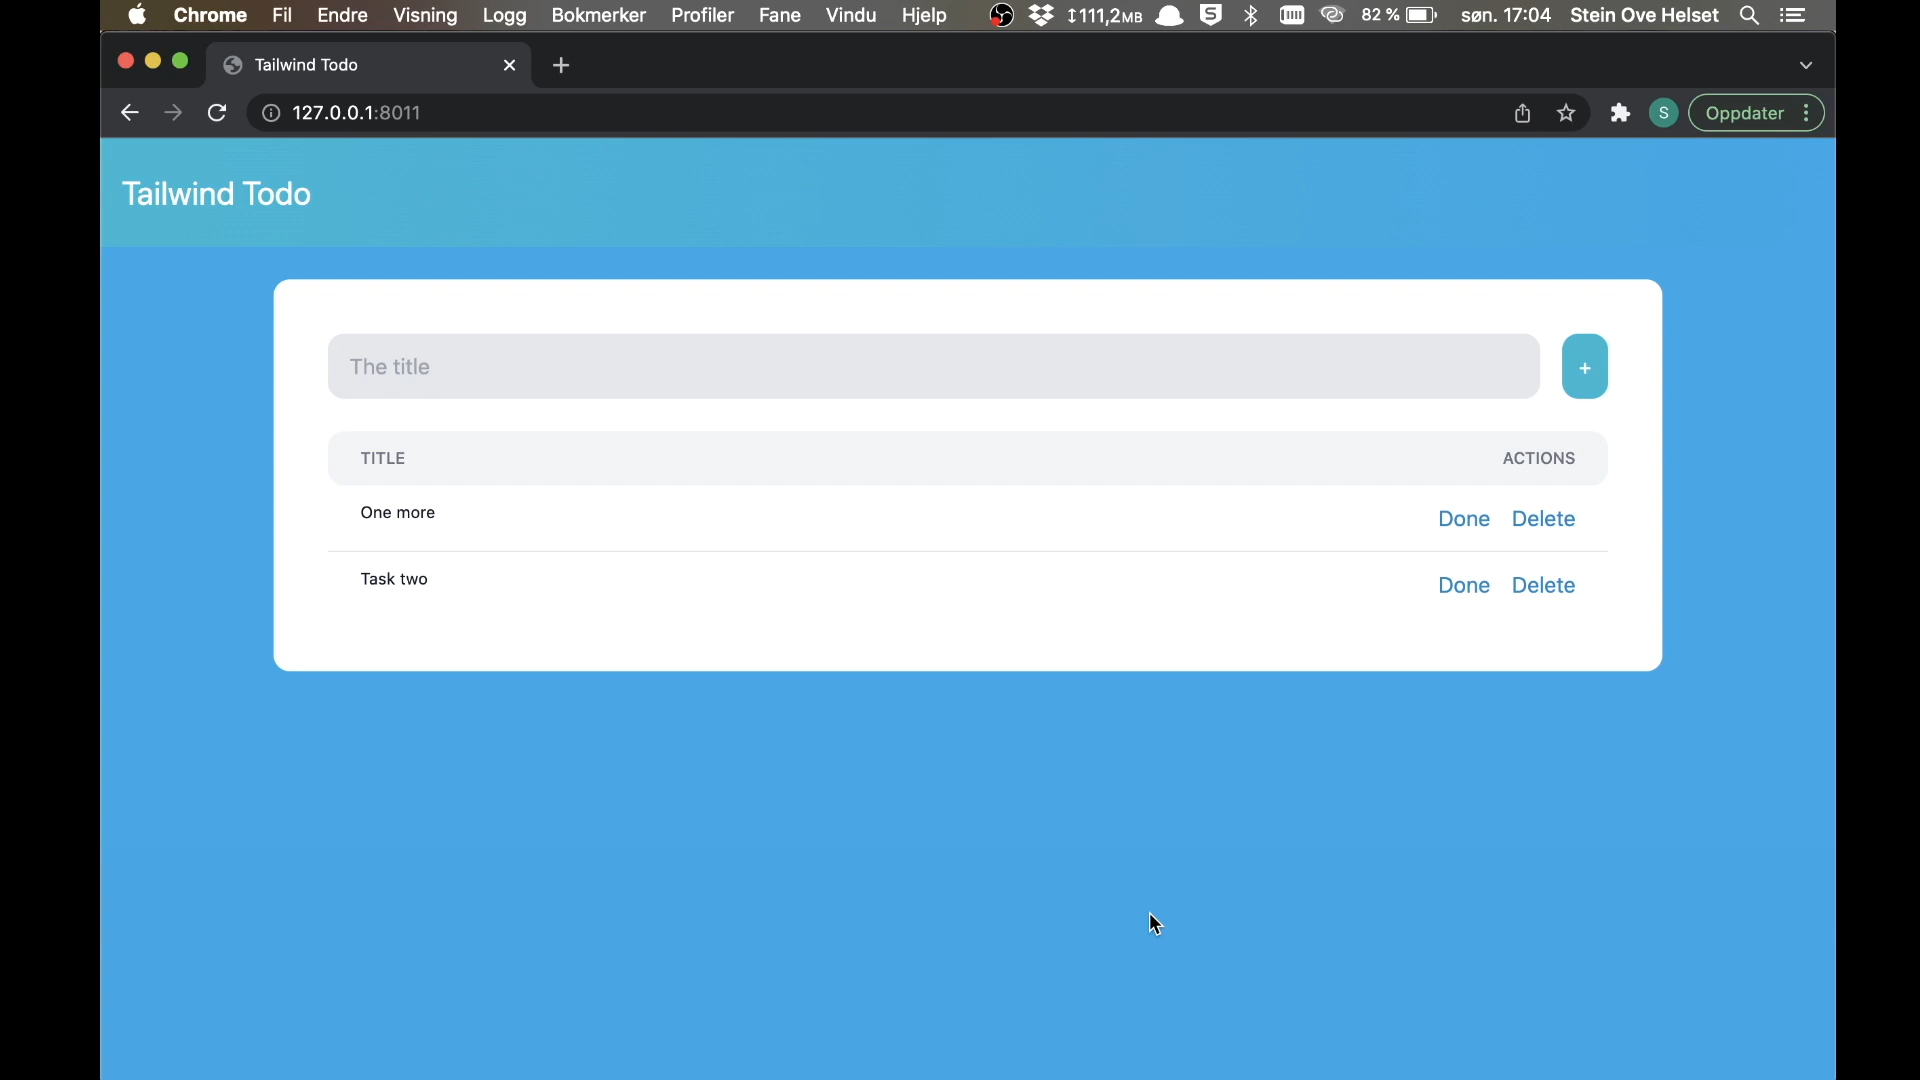 Chrome Fil Endre Visning Logg Bokmerker Profiler Fane Vindu Hjelp 111,2MB 82 % søn. 17:04 Stein Ove Helset
Tailwind Todo
127.0.0.1:8011 S Oppdater
Tailwind Todo
The title +
TITLE ACTIONS
One more Done Delete
Task two Done Delete